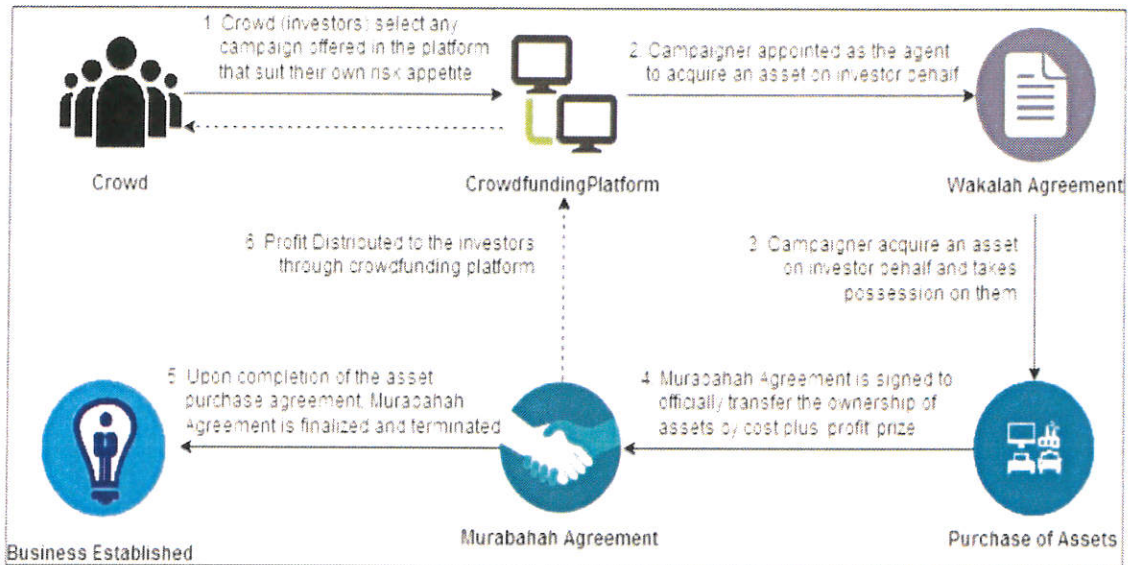 1. Crowd (investors) select any
campaign offered in the platform
that suit their own risk appetite
2. Campaigner appointed as the agent
to acquire an asset on investor behalf
Crowd
CrowdfundingPlatform
Wakalah Agreement
6. Profit Distributed to the investors
through crowdfunding platform
3. Campaigner acquire an asset
on investor behalf and takes
possession on them
5. Upon completion of the asset
purchase agreement, Murabahah
Agreement is finalized and terminated
4. Murabahah Agreement is signed to
officially transfer the ownership of
assets by cost plus profit prize
Business Established
Murabahah Agreement
Purchase of Assets